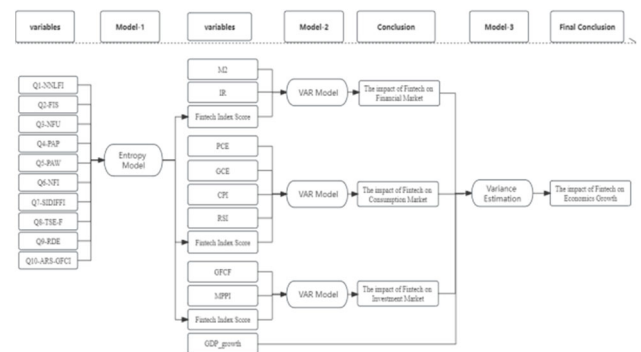 variables
Model-1
variables
Model-2
Conclusion
Model-3
Final Conclusion
Q1-NNLFI
Q2-FIS
Q3-NFU
Q4-PAP
Q5-PAW
Q6-NFI
Q7-SIDIFFI
Q8-TSE-F
Q9-RDE
Q10-ARS-GFCI
Entropy
Model
M2
IR
Fintech Index Score
PCE
GCE
CPI
RSI
Fintech Index Score
GFCF
MPPI
Fintech Index Score
GDP_growth
VAR Model
VAR Model
VAR Model
The impact of Fintech on
Financial Market
The impact of Fintech on
Consumption Market
The impact of Fintech on
Investment Market
Variance
Estimation
The impact of Fintech on
Economics Growth